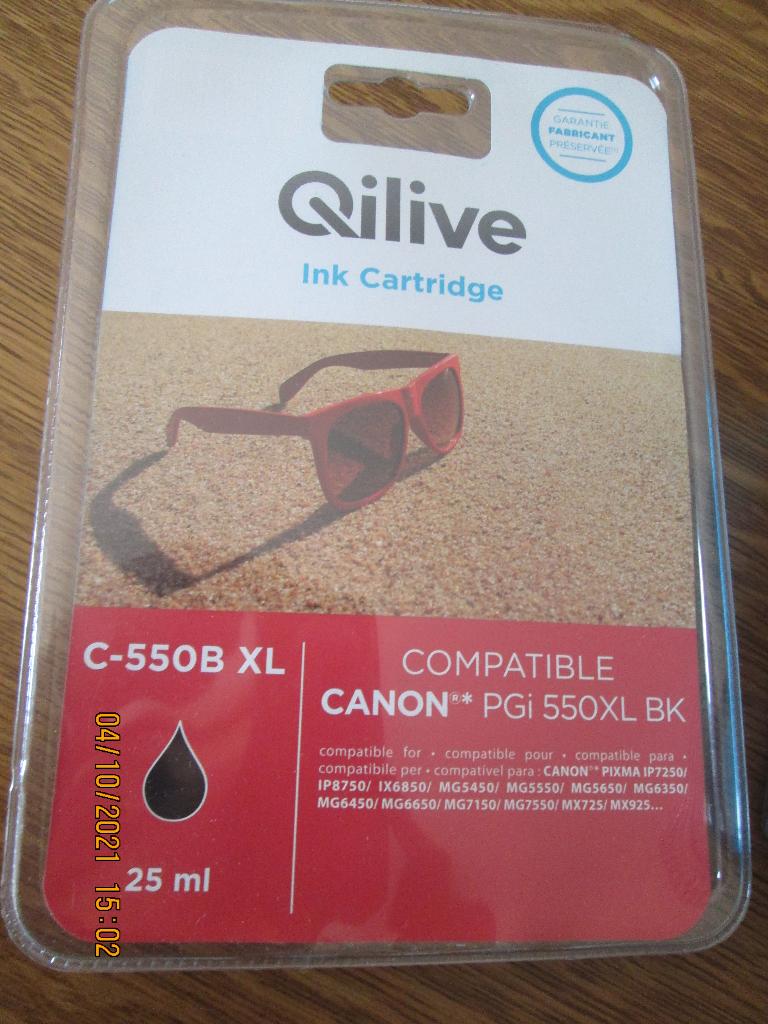 GARANTIE
FABRICANT
PRÉSERVÉE⁽¹⁾
Qilive
Ink Cartridge
C-550B XL
25 ml
COMPATIBLE
CANON®* PGi 550XL BK
compatible for • compatible pour • compatible para •
compatibile per • compatível para : CANON®* PIXMA IP7250/
IP8750/ IX6850/ MG5450/ MG5550/ MG5650/ MG6350/
MG6450/ MG6650/ MG7150/ MG7550/ MX725/ MX925...
04/10/2021 15:02